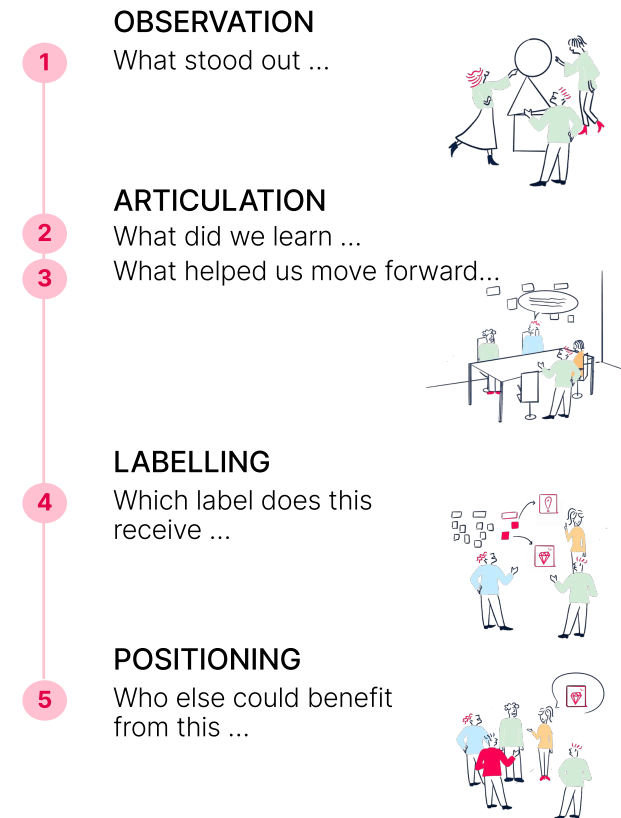 OBSERVATION
1
What stood out ...
ARTICULATION
2
What did we learn ...
3
What helped us move forward...
LABELLING
4
Which label does this
receive ...
POSITIONING
5
Who else could benefit
from this ...